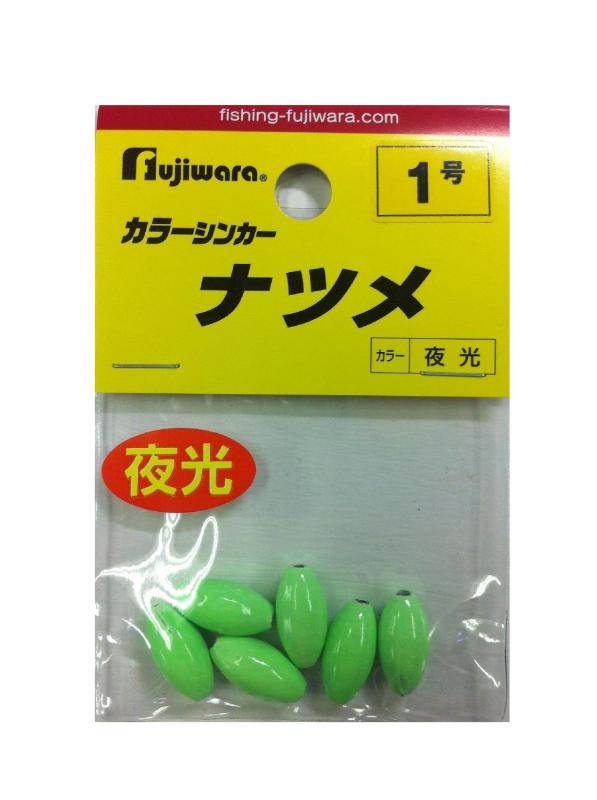 fishing-fujiwara.com
Fujiwara®
1号
カラーシンカー
ナツメ
カラー 夜光
夜光